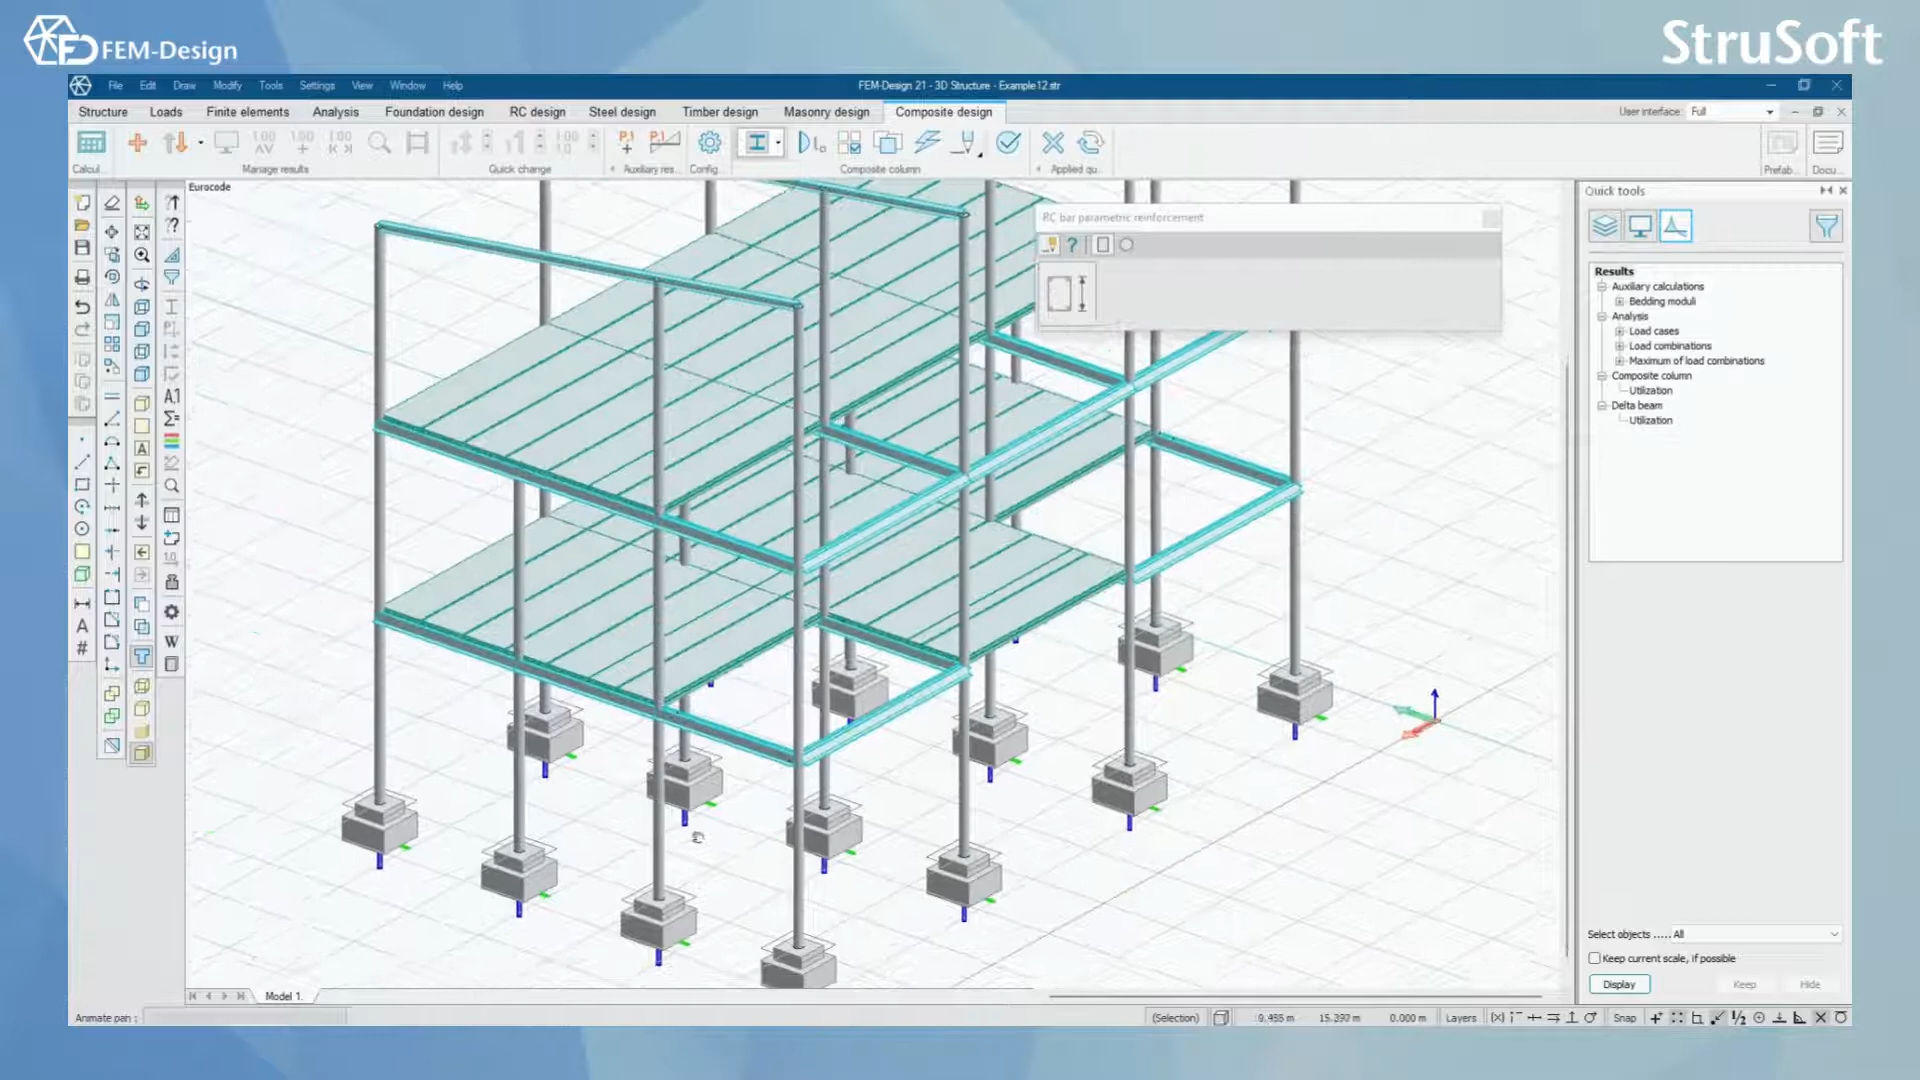 FEM-Design
StruSoft
File Edit Draw Modify Tools Settings View Window Help
FEM-Design 21 - 3D Structure - Example12.str
Structure Loads Finite elements Analysis Foundation design RC design Steel design Timber design Masonry design Composite design
User interface: Full
Calcul...
Manage results
Quick change
Auxiliary res...
Config...
Composite column
Applied qu...
Prefab...
Docu...
Eurocode
RC bar parametric reinforcement
Quick tools
Results
Auxiliary calculations
Bedding moduli
Analysis
Load cases
Load combinations
Maximum of load combinations
Composite column
Utilization
Delta beam
Utilization
Select objects ..... All
Keep current scale, if possible
Display Keep Hide
Model 1.
Animate pan :
(Selection) 9.455 m 15.397 m 0.000 m Layers Snap